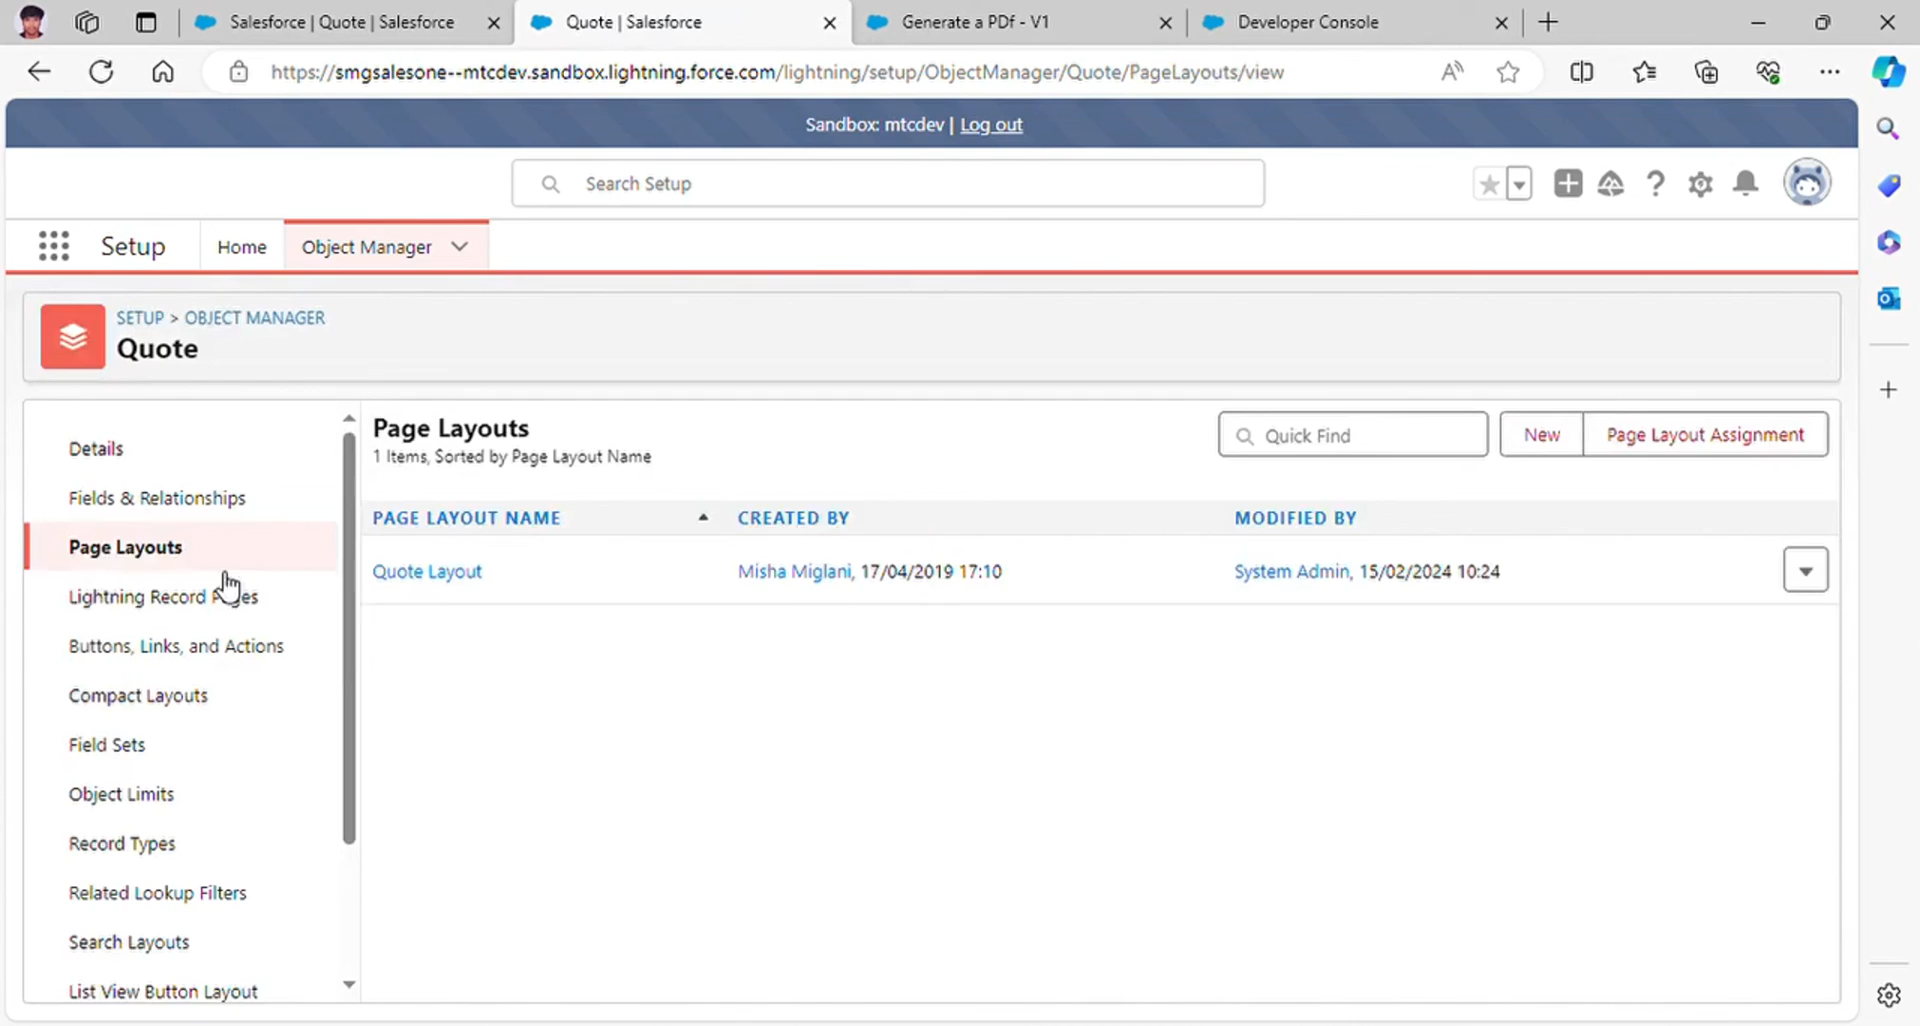 Salesforce | Quote | Salesforce
Quote | Salesforce
Generate a PDf - V1
Developer Console
https://smgsalesone--mtcdev.sandbox.lightning.force.com/lightning/setup/ObjectManager/Quote/PageLayouts/view
Sandbox: mtcdev | Log out
Search Setup
Setup
Home
Object Manager
SETUP > OBJECT MANAGER
Quote
Details
Fields & Relationships
Page Layouts
Lightning Record Pages
Buttons, Links, and Actions
Compact Layouts
Field Sets
Object Limits
Record Types
Related Lookup Filters
Search Layouts
List View Button Layout
Page Layouts
1 Items, Sorted by Page Layout Name
Quick Find
New
Page Layout Assignment
PAGE LAYOUT NAME
CREATED BY
MODIFIED BY
Quote Layout
Misha Miglani, 17/04/2019 17:10
System Admin, 15/02/2024 10:24